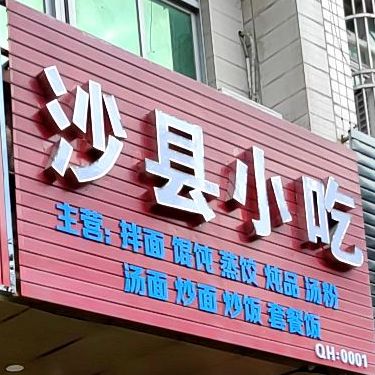 沙县小吃
主营: 拌面 馄饨 蒸饺 炖品 汤粉
汤面 炒面 炒饭 套餐饭
QH:0001